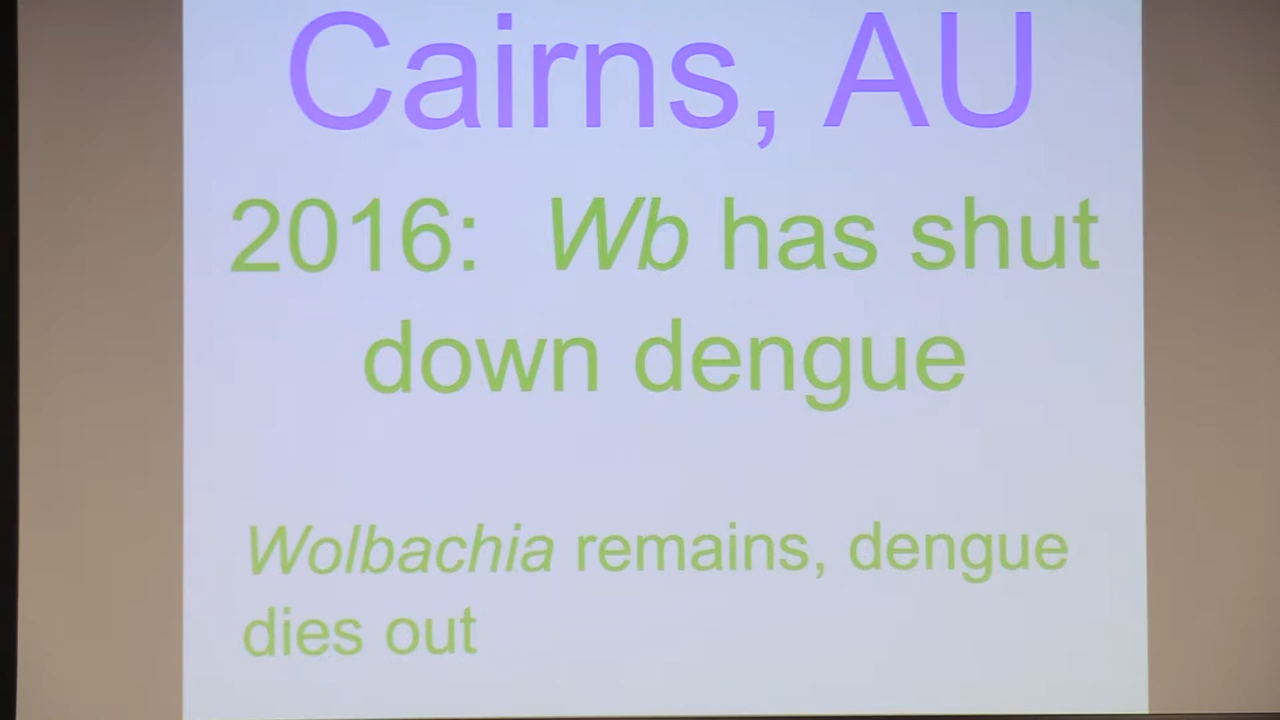 Cairns, AU
2016: Wb has shut
down dengue
Wolbachia remains, dengue
dies out